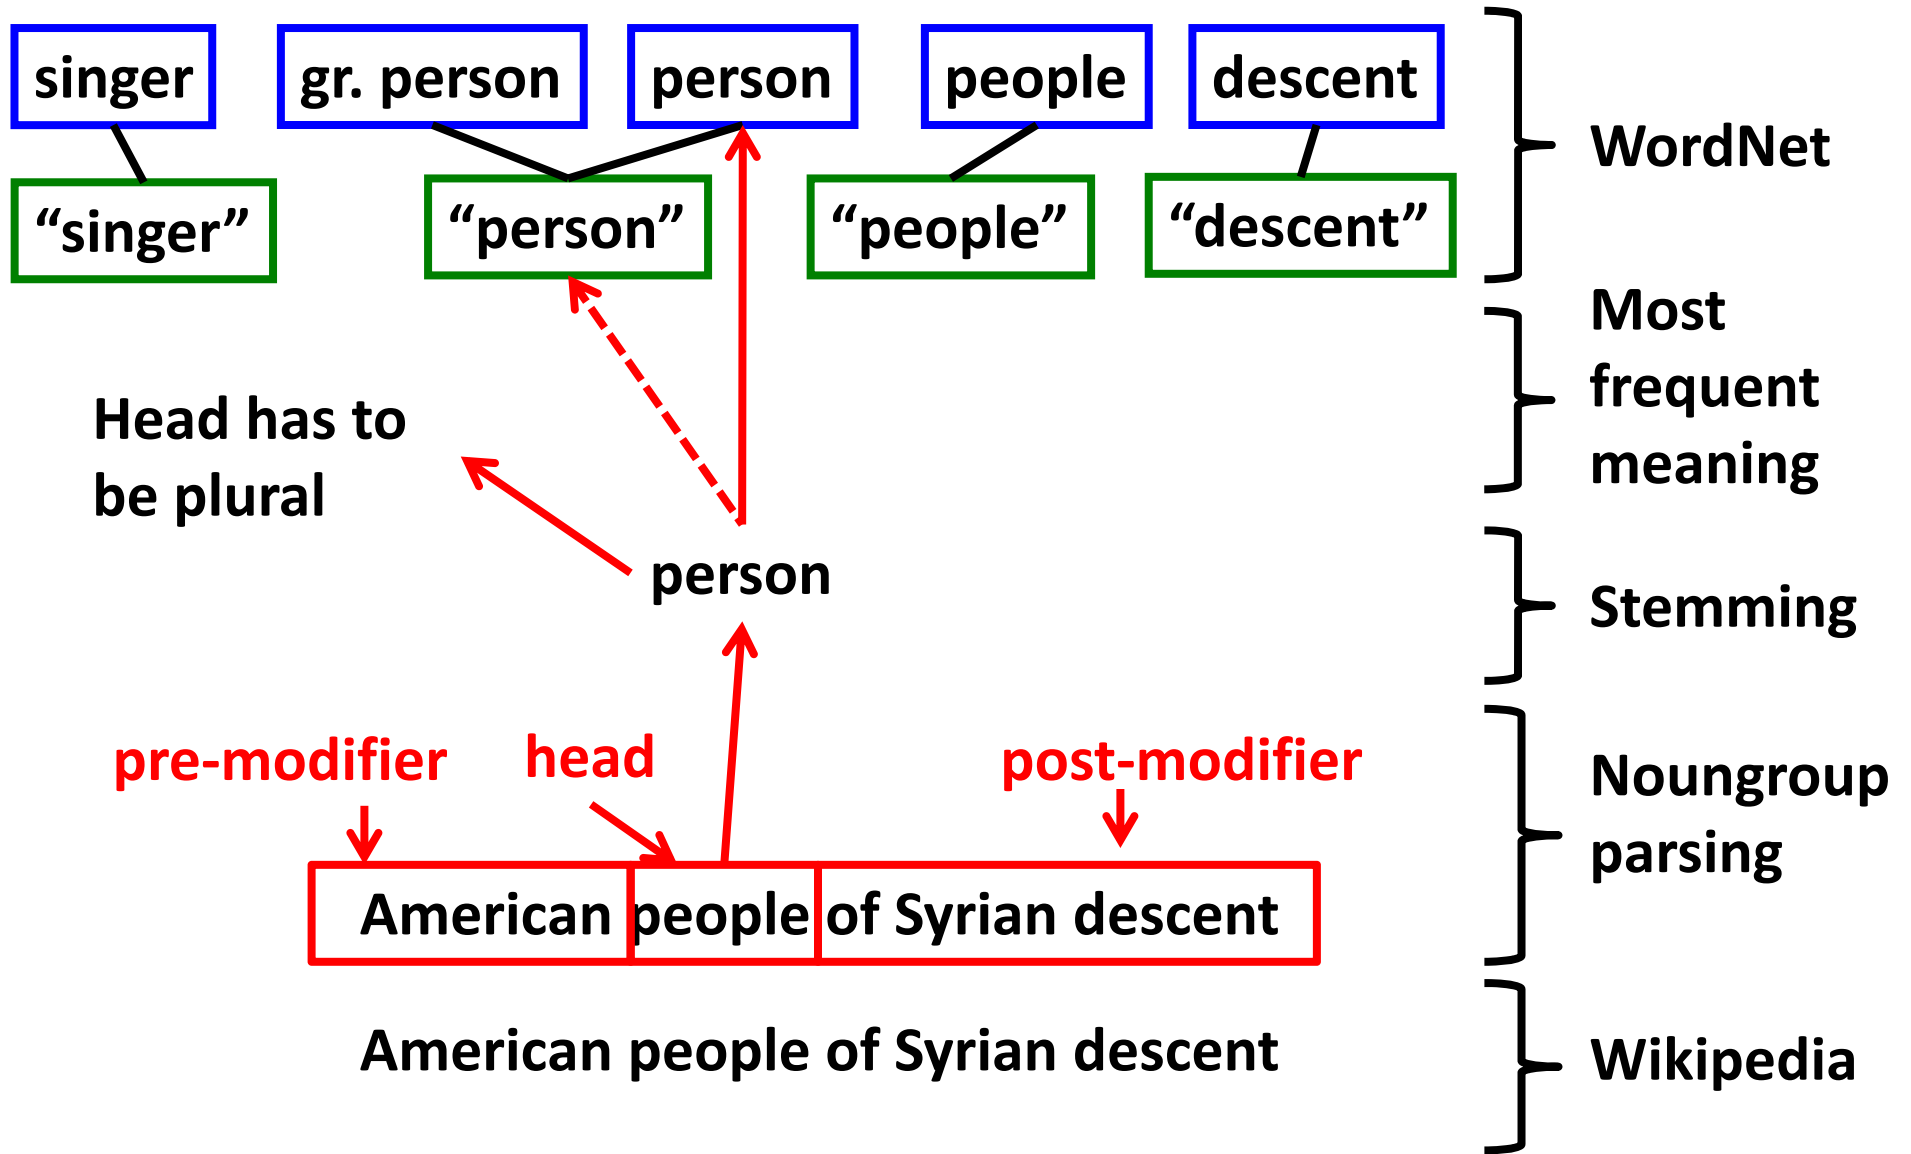 singer
gr. person
person
people
descent
“singer”
“person”
“people”
“descent”
WordNet
Most
frequent
meaning
Head has to
be plural
person
Stemming
pre-modifier
head
post-modifier
Noungroup
parsing
American people of Syrian descent
American people of Syrian descent
Wikipedia